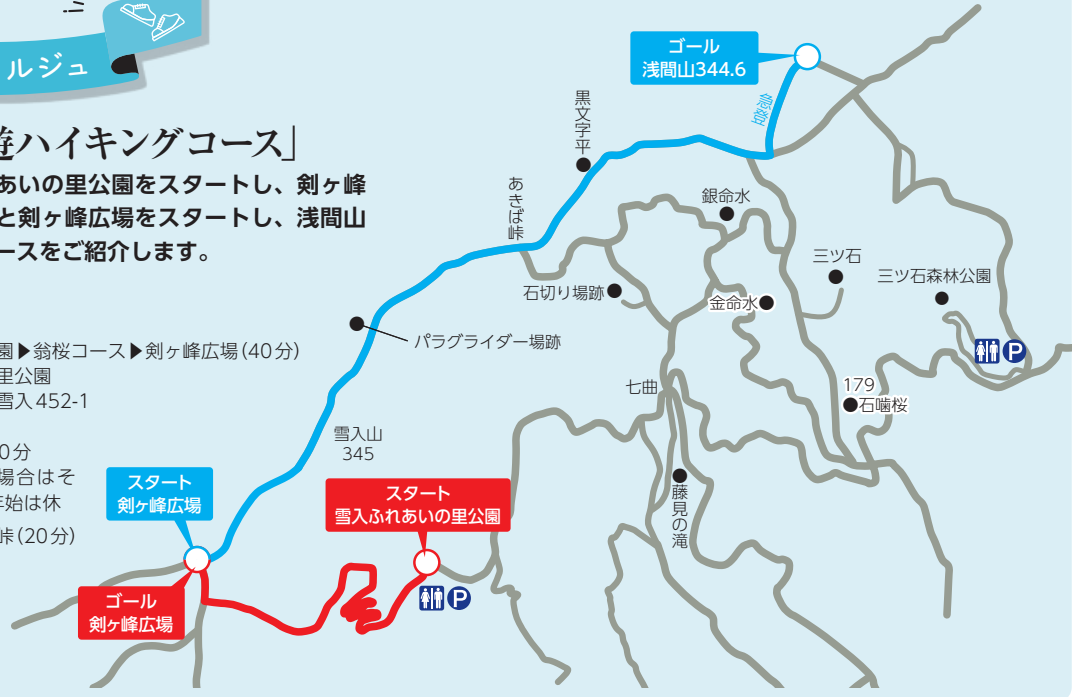 ルジュ
遊ハイキングコース」
あいの里公園をスタートし、剣ヶ峰
と剣ヶ峰広場をスタートし、浅間山
ースをご紹介します。
園▶翁桜コース▶剣ヶ峰広場(40分)
里公園
雪入452-1
0分
場合はそ
年始は休
峠(20分)
ゴール
浅間山344.6
急登
黒文字平
あきば峠
銀命水
三ツ石
三ツ石森林公園
石切り場跡
金命水
パラグライダー場跡
P
七曲
179
石嚙桜
雪入山
345
スタート
剣ヶ峰広場
スタート
雪入ふれあいの里公園
藤見の滝
ゴール
剣ヶ峰広場
P